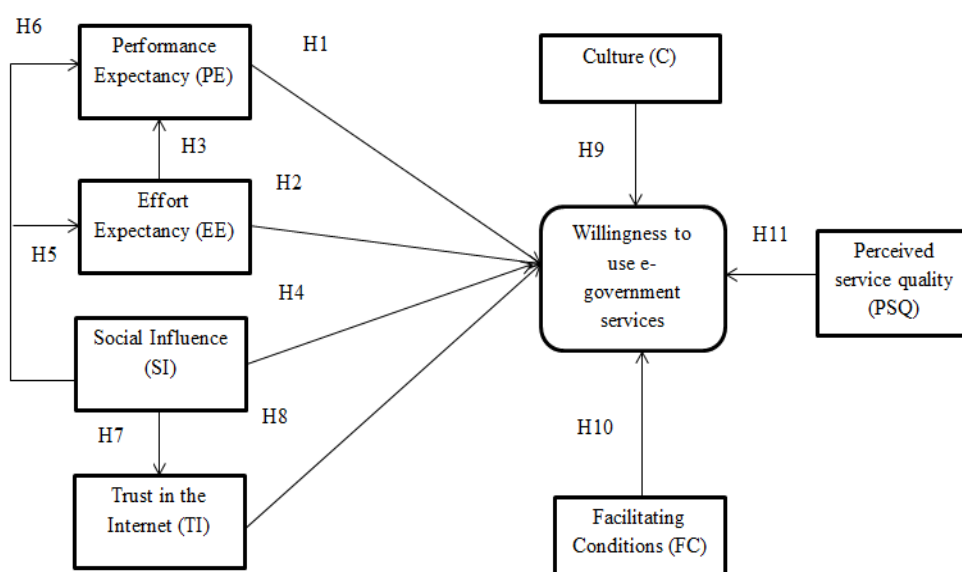 H6
Performance
Expectancy (PE)
H1
Culture (C)
H3
H9
Effort
Expectancy (EE)
H2
Willingness to
use e-
government
services
H11
Perceived
service quality
(PSQ)
H5
H4
Social Influence
(SI)
H7
H8
H10
Trust in the
Internet (TI)
Facilitating
Conditions (FC)